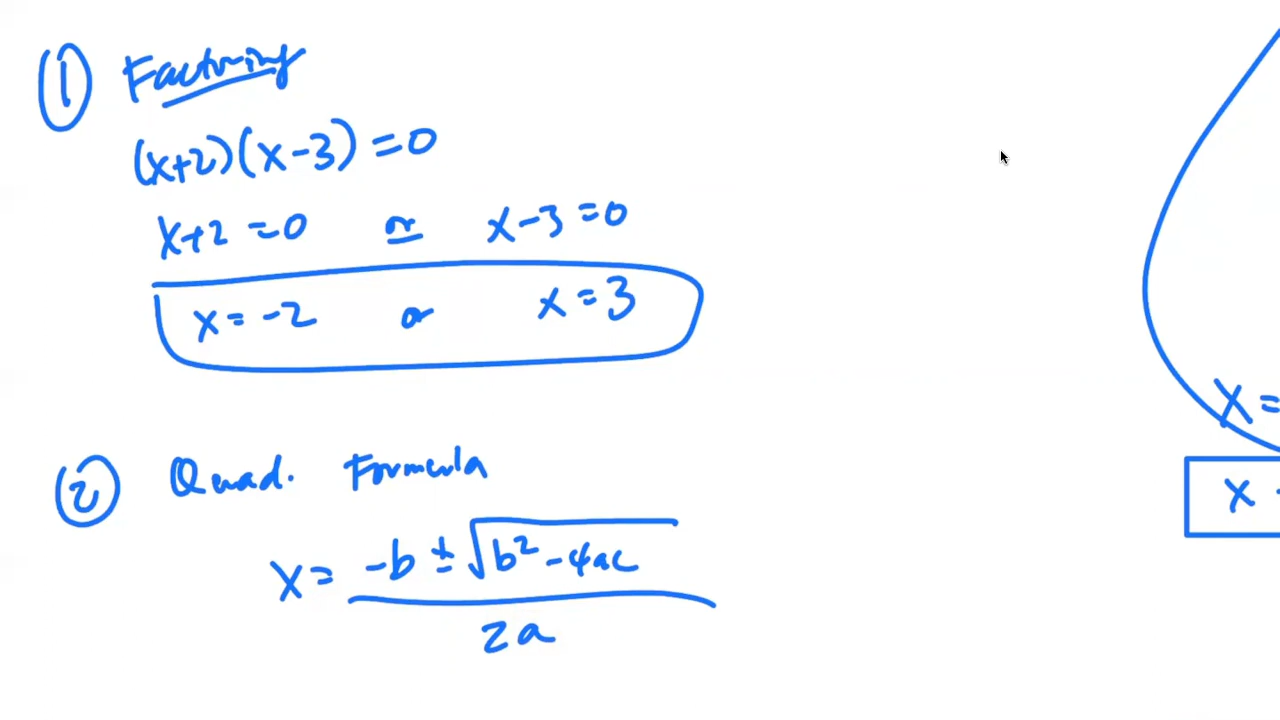 ① Factoring
(x+2)(x-3)=0
x+2=0 or x-3=0
x=-2 or x=3
② Quad. Formula
x= -b ± √(b² - 4ac) / 2a
x=
x